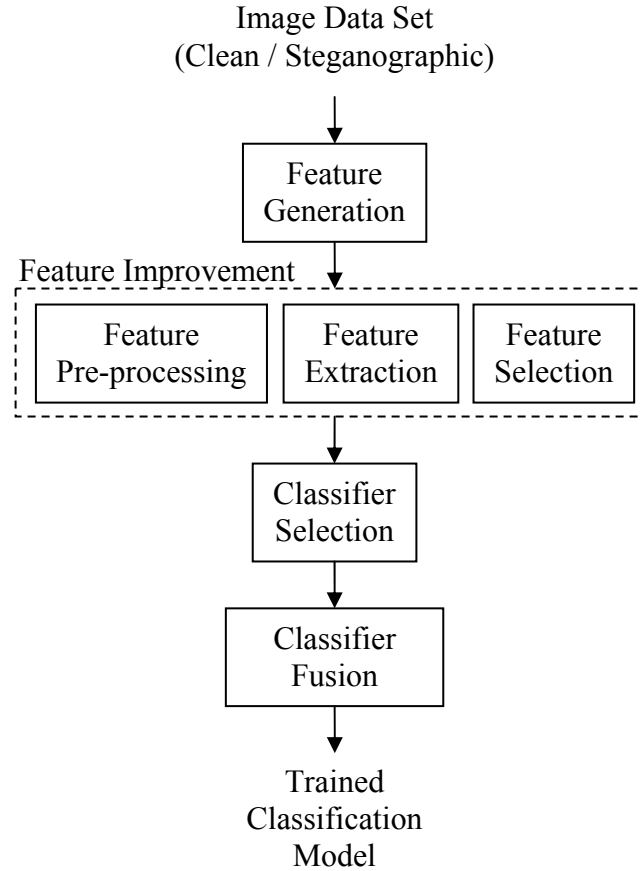 Image Data Set
(Clean / Steganographic)
Feature
Generation
Feature Improvement
Feature
Pre-processing
Feature
Extraction
Feature
Selection
Classifier
Selection
Classifier
Fusion
Trained
Classification
Model